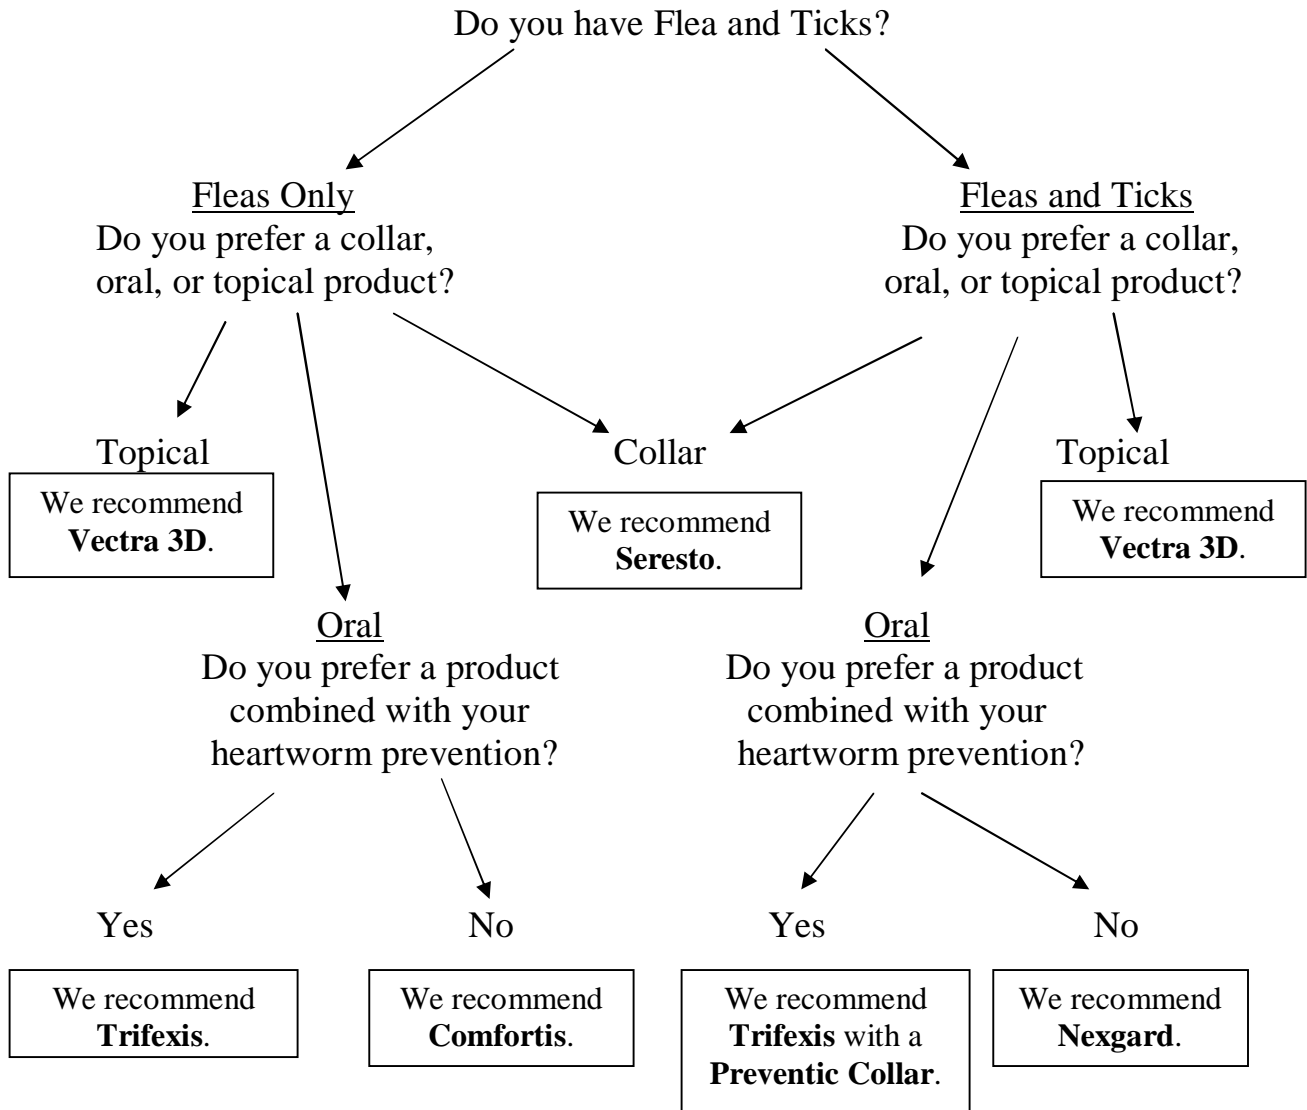 Do you have Flea and Ticks?
Fleas Only
Do you prefer a collar,
oral, or topical product?
Fleas and Ticks
Do you prefer a collar,
oral, or topical product?
Topical
We recommend
Vectra 3D.
Collar
We recommend
Seresto.
Topical
We recommend
Vectra 3D.
Oral
Do you prefer a product
combined with your
heartworm prevention?
Oral
Do you prefer a product
combined with your
heartworm prevention?
Yes
We recommend
Trifexis.
No
We recommend
Comfortis.
Yes
We recommend
Trifexis with a
Preventic Collar.
No
We recommend
Nexgard.